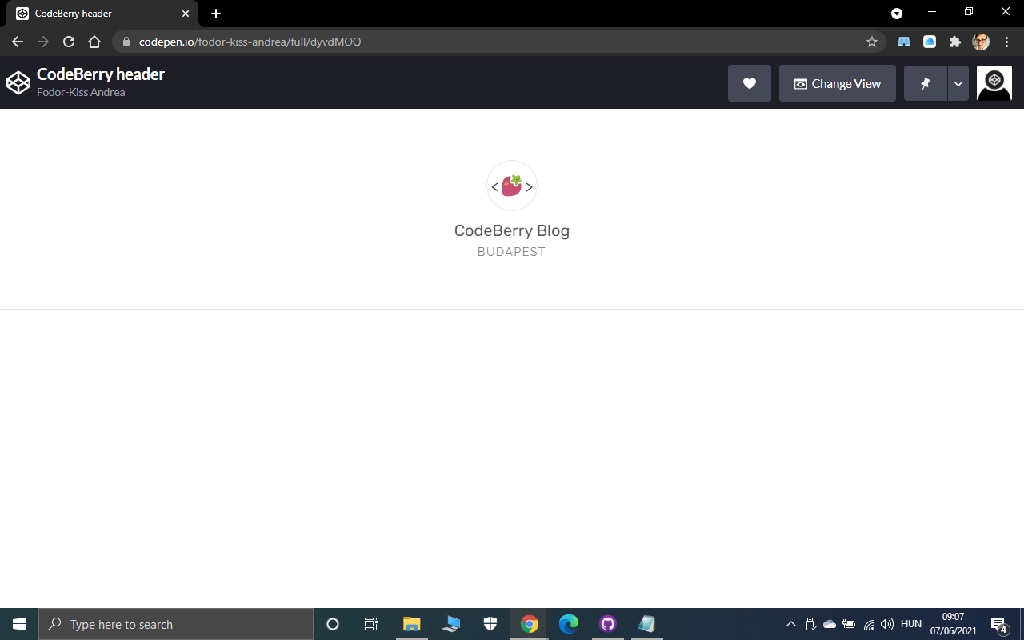 CodeBerry header
codepen.io/fodor-kiss-andrea/full/dyvdMOO
CodeBerry header
Fodor-Kiss Andrea
Change View
< >
CodeBerry Blog
BUDAPEST
Type here to search
HUN
09:07
07/06/2021
4